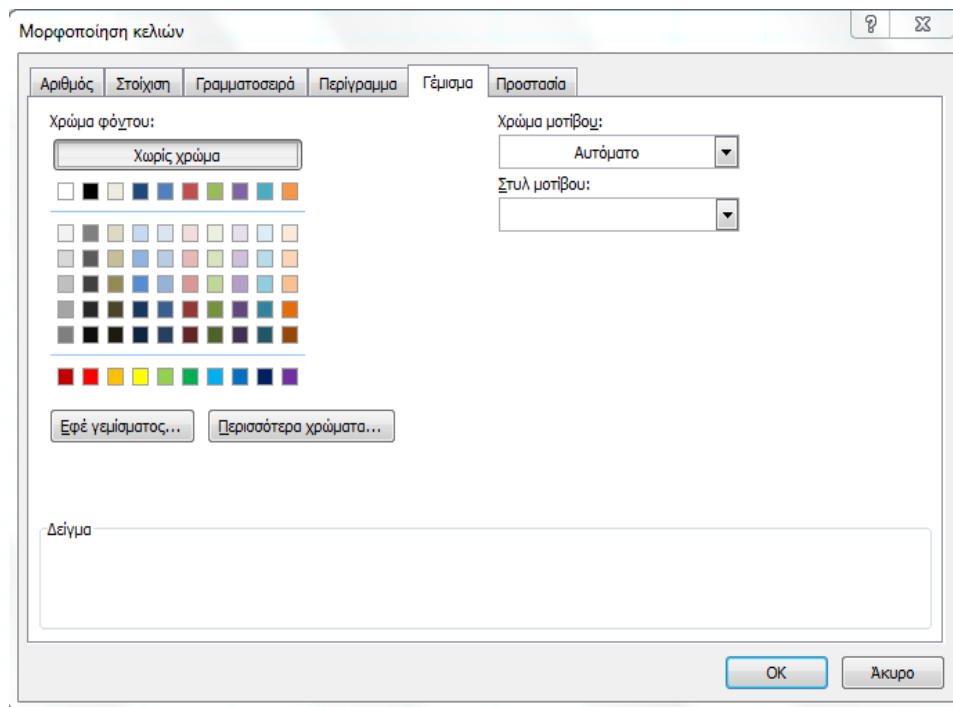 Μορφοποίηση κελιών
Αριθμός Στοίχιση Γραμματοσειρά Περίγραμμα Γέμισμα Προστασία
Χρώμα φόντου:
Χωρίς χρώμα
Χρώμα μοτίβου:
Αυτόματο
Στυλ μοτίβου:
Εφέ γεμίσματος... Περισσότερα χρώματα...
Δείγμα
OK Άκυρο